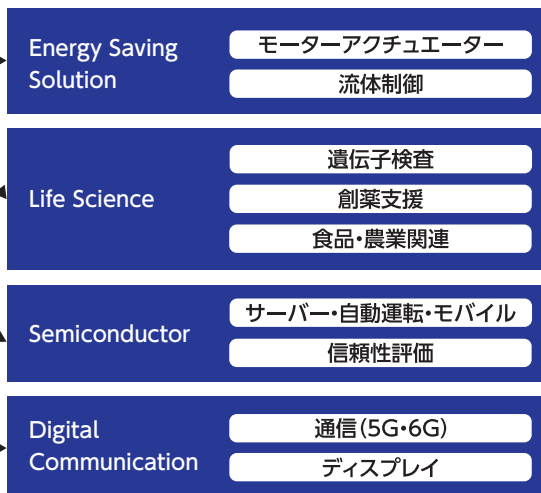 Energy Saving
Solution
モーターアクチュエーター
流体制御
Life Science
遺伝子検査
創薬支援
食品・農業関連
Semiconductor
サーバー・自動運転・モバイル
信頼性評価
Digital
Communication
通信(5G・6G)
ディスプレイ